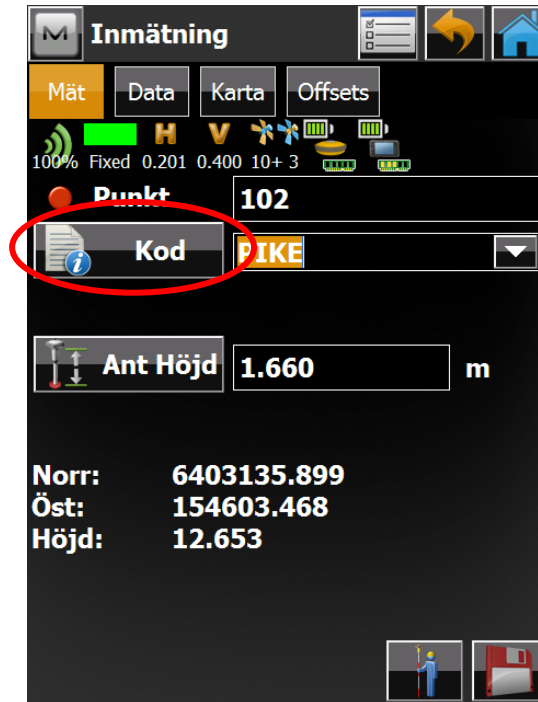 M Inmätning
Mät Data Karta Offsets
H V
100% Fixed 0.201 0.400 10+ 3
Punkt 102
Kod PIKE
Ant Höjd 1.660 m
Norr: 6403135.899
Öst: 154603.468
Höjd: 12.653